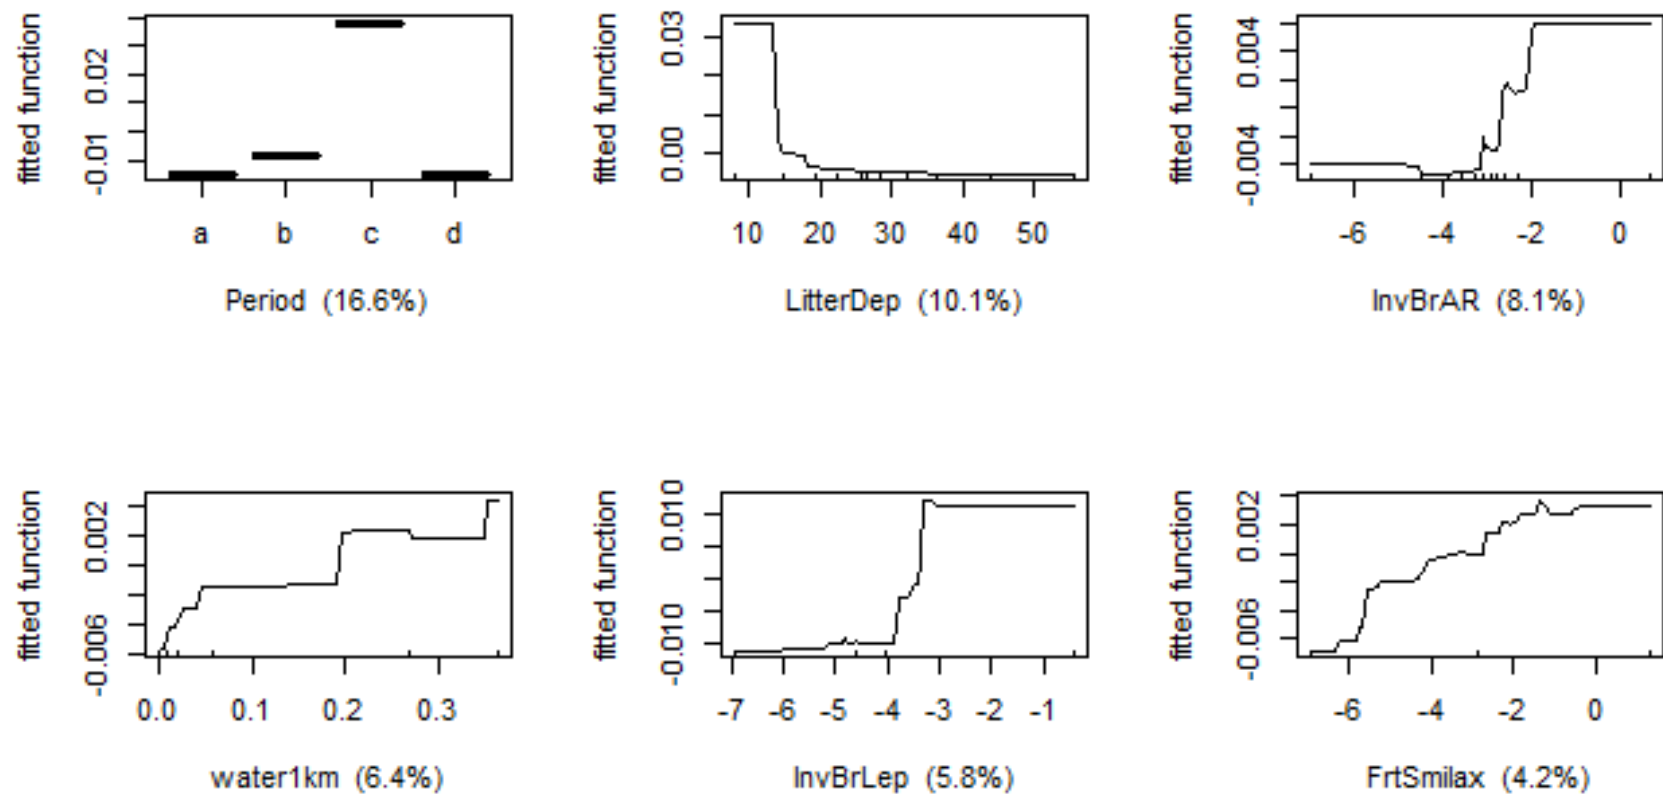 fitted function
0.02
-0.01
a b c d
Period (16.6%)
fitted function
0.03
0.00
10 20 30 40 50
LitterDep (10.1%)
fitted function
0.004
-0.004
-6 -4 -2 0
InvBrAR (8.1%)
fitted function
0.002
-0.006
0.0 0.1 0.2 0.3
water1km (6.4%)
fitted function
0.010
-0.010
-7 -6 -5 -4 -3 -2 -1
InvBrLep (5.8%)
fitted function
0.002
-0.006
-6 -4 -2 0
FrtSmilax (4.2%)